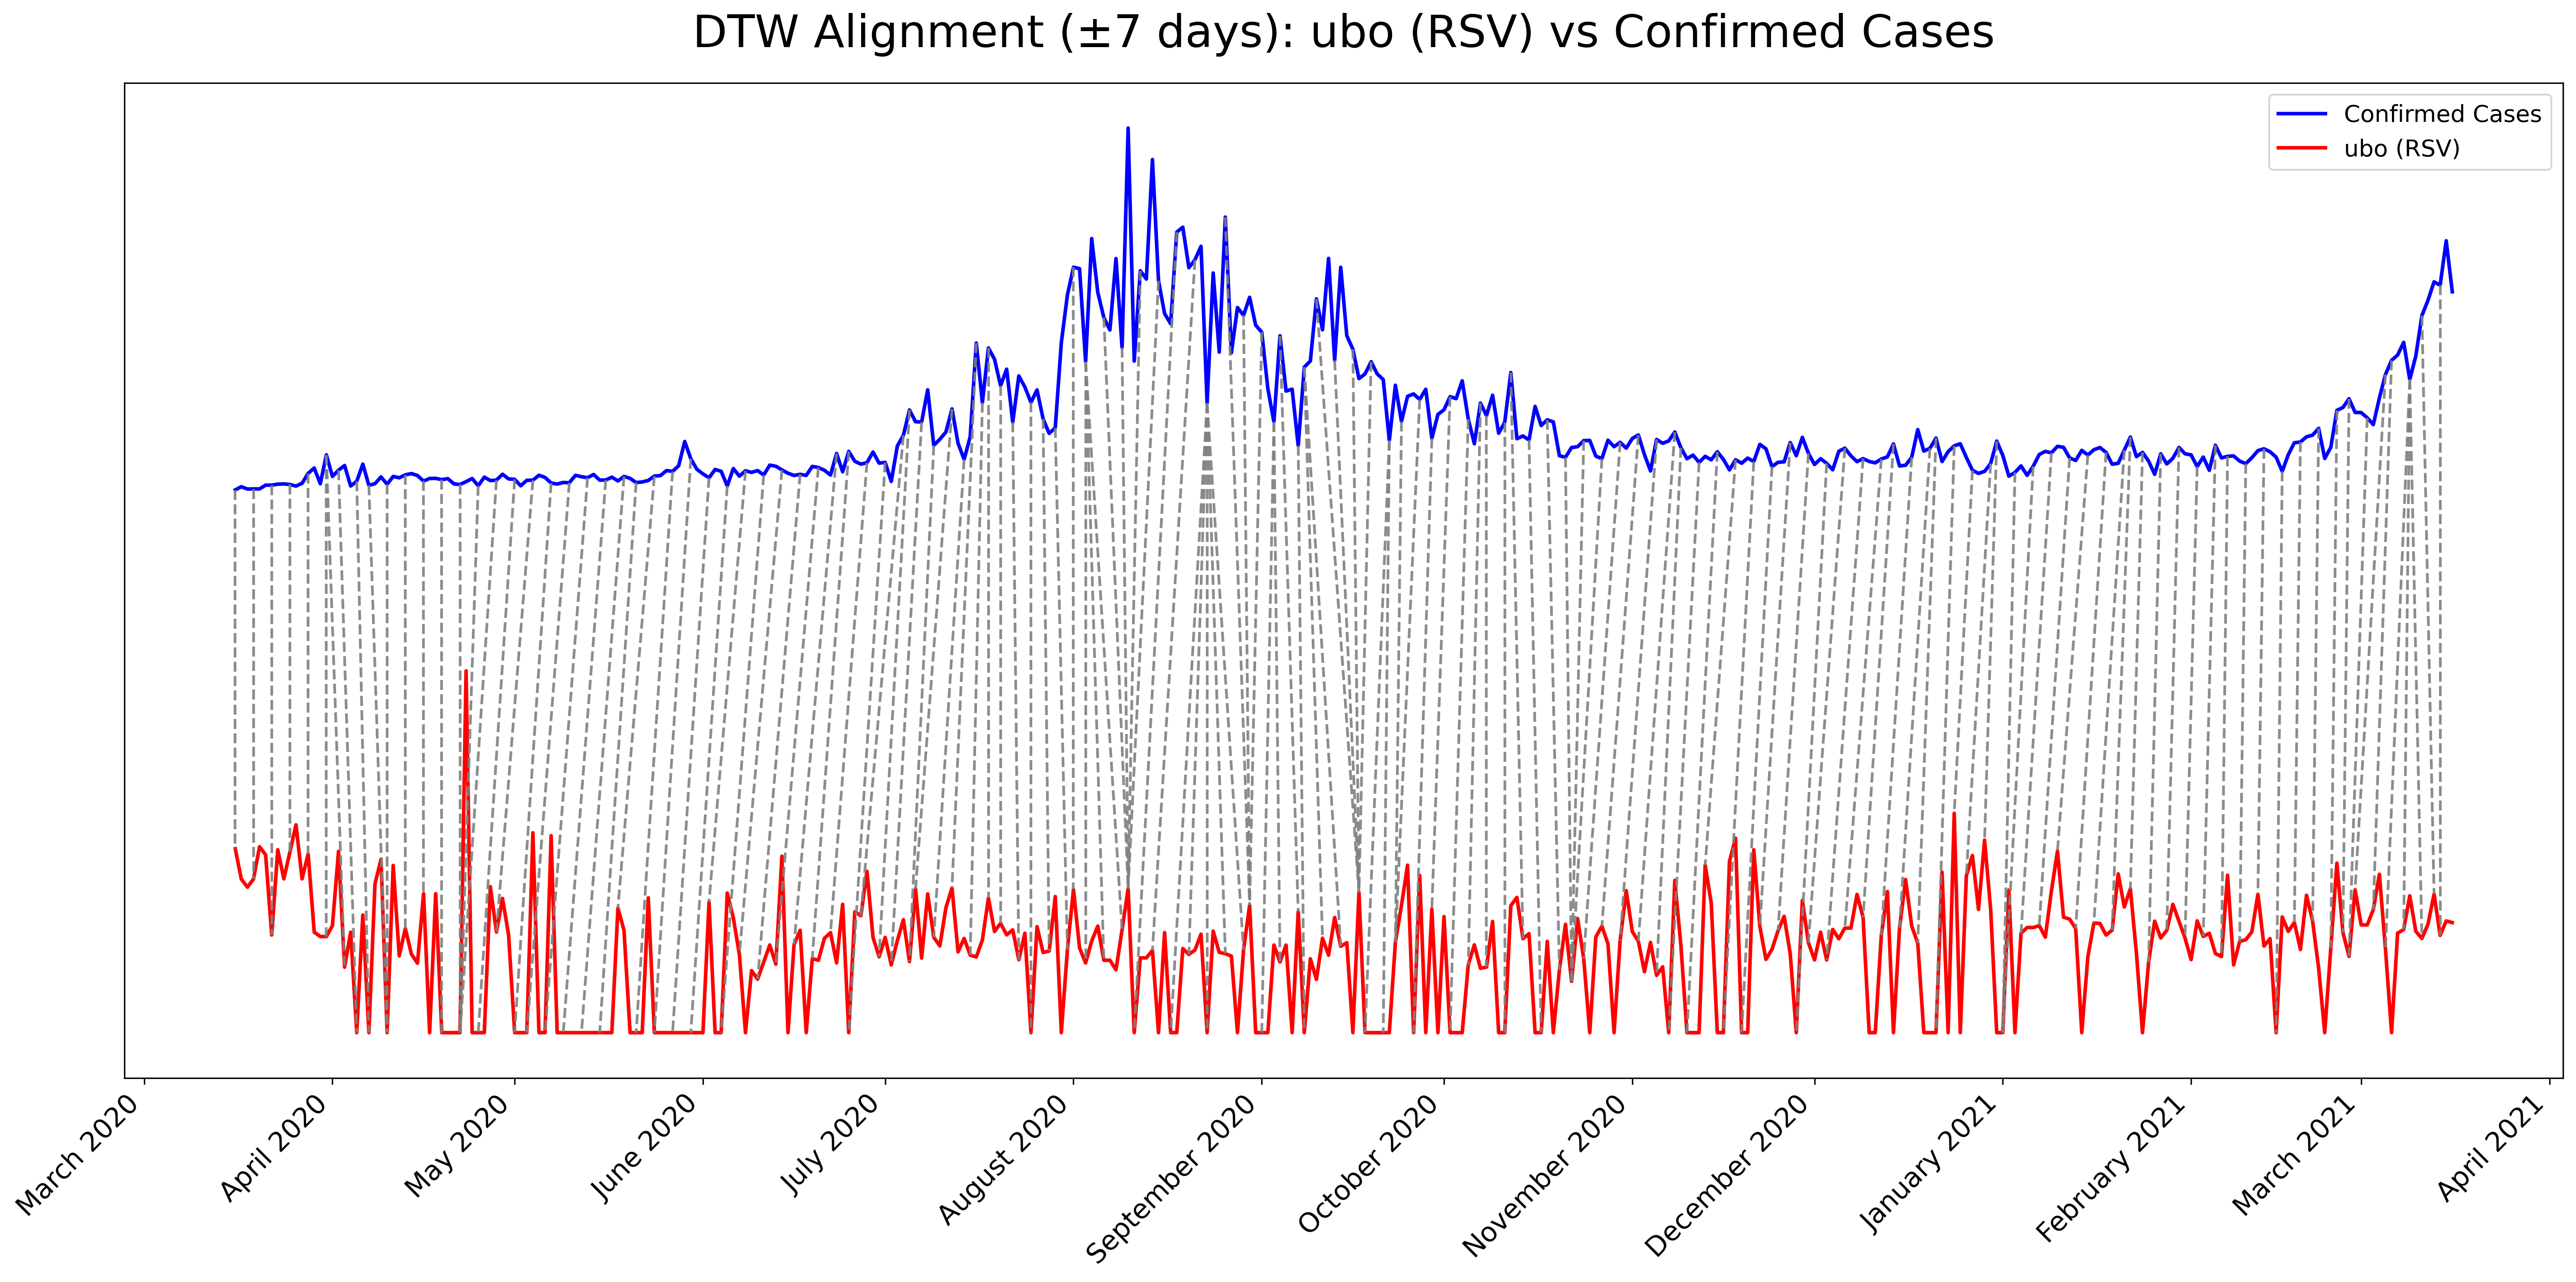 DTW Alignment (±7 days): ubo (RSV) vs Confirmed Cases
Confirmed Cases
ubo (RSV)
March 2020
April 2020
May 2020
June 2020
July 2020
August 2020
September 2020
October 2020
November 2020
December 2020
January 2021
February 2021
March 2021
April 2021